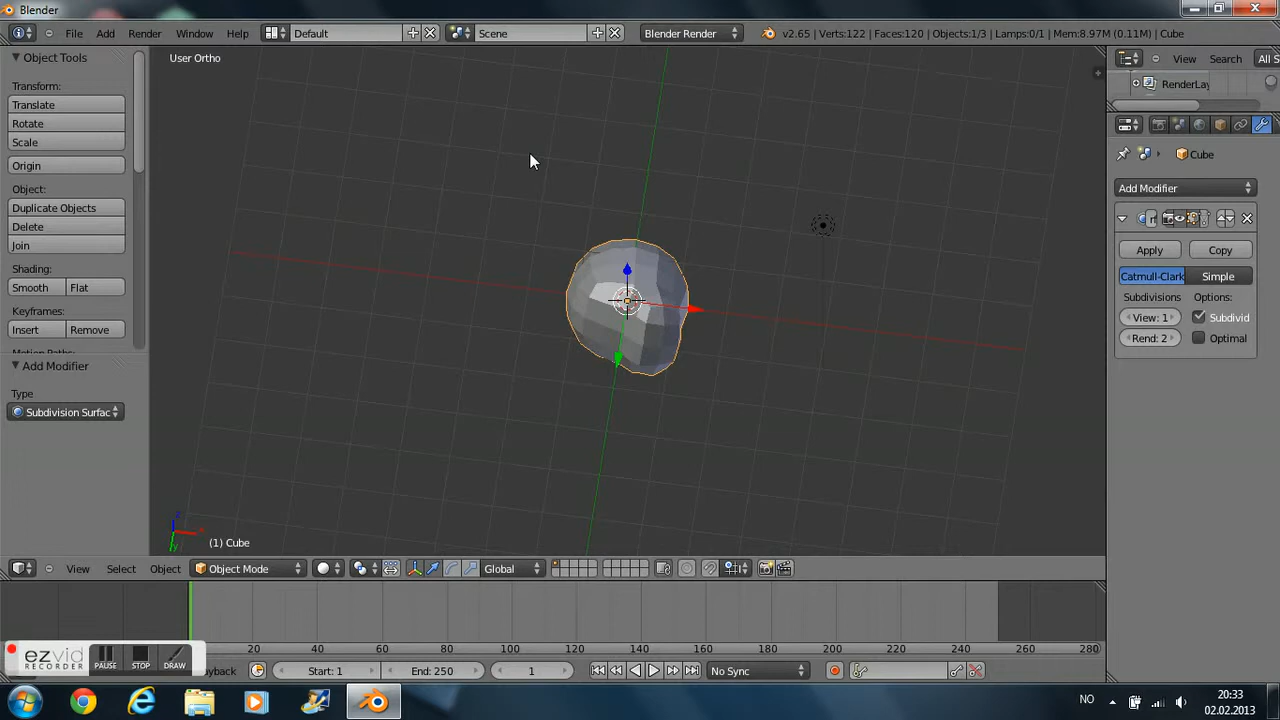 Blender
File Add Render Window Help Default Scene Blender Render v2.65 | Verts:122 | Faces:120 | Objects:1/3 | Lamps:0/1 | Mem:8.97M (0.11M) | Cube
Object Tools
User Ortho
View Search All S
Transform:
Translate
Rotate
Scale
Origin
Object:
Duplicate Objects
Delete
Join
Shading:
Smooth Flat
Keyframes:
Insert Remove
Add Modifier
Type
Subdivision Surfac
RenderLay
Cube
Add Modifier
Apply Copy
Catmull-Clark Simple
Subdivisions Options:
View: 1 Subdivid
Rend: 2 Optimal
z
y
(1) Cube
View Select Object Object Mode Global
20 40 60 80 100 120 140 160 180 200 220 240 260 280
ezvid
RECORDER
PAUSE STOP DRAW
yback Start: 1 End: 250 1 No Sync
NO 20:33
02.02.2013